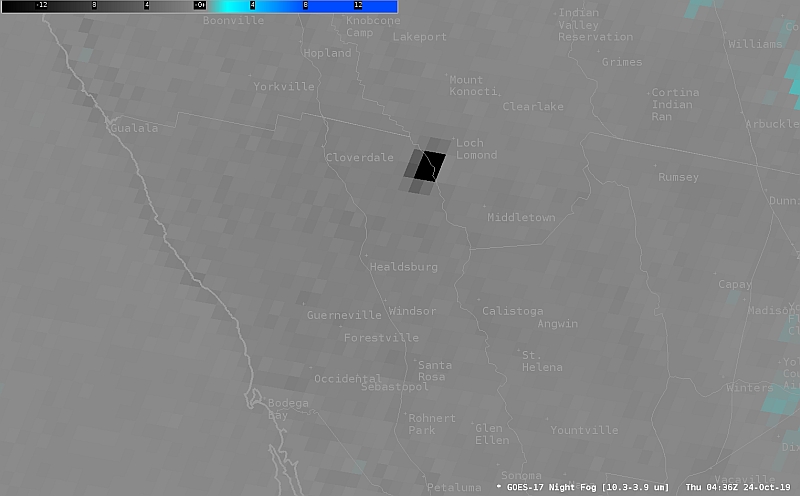 -12 8 4 -0+ 4 8 12
Boonville
Knobcone
Camp
Lakeport
Indian
Valley
Reservation
Williams
Hopland
Grimes
Yorkville
Mount
Konocti
Clearlake
Cortina
Indian
Ran
Arbuckle
Gualala
Cloverdale
Loch
Lomond
Rumsey
Dunni
Middletown
Healdsburg
Capay
Madison
Guerneville
Windsor
Calistoga
Angwin
Forestville
St.
Helena
Santa
Rosa
Occidental
Sebastopol
Winters
Bodega
Bay
Rohnert
Park
Glen
Ellen
Yountville
Petaluma
Sonoma
Vacaville
* GOES-17 Night Fog [10.3-3.9 um] Thu 04:36Z 24-Oct-19